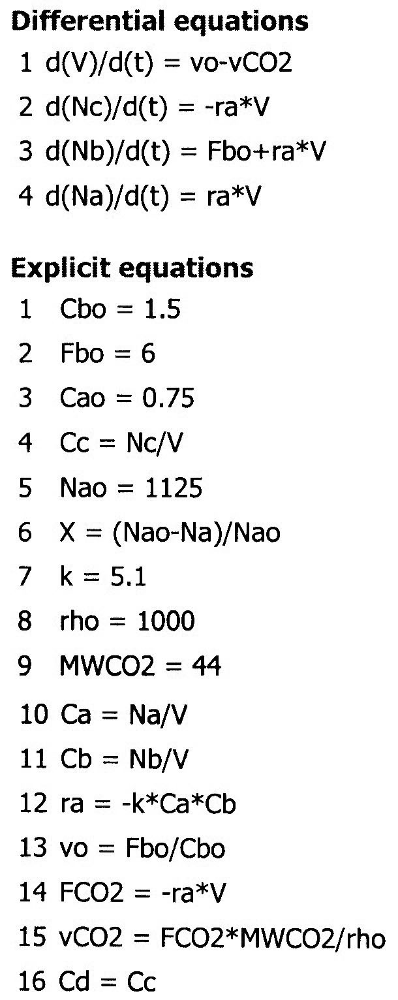 Differential equations
1 d(V)/d(t) = vo-vCO2
2 d(Nc)/d(t) = -ra*V
3 d(Nb)/d(t) = Fbo+ra*V
4 d(Na)/d(t) = ra*V
Explicit equations
1 Cbo = 1.5
2 Fbo = 6
3 Cao = 0.75
4 Cc = Nc/V
5 Nao = 1125
6 X = (Nao-Na)/Nao
7 k = 5.1
8 rho = 1000
9 MWCO2 = 44
10 Ca = Na/V
11 Cb = Nb/V
12 ra = -k*Ca*Cb
13 vo = Fbo/Cbo
14 FCO2 = -ra*V
15 vCO2 = FCO2*MWCO2/rho
16 Cd = Cc